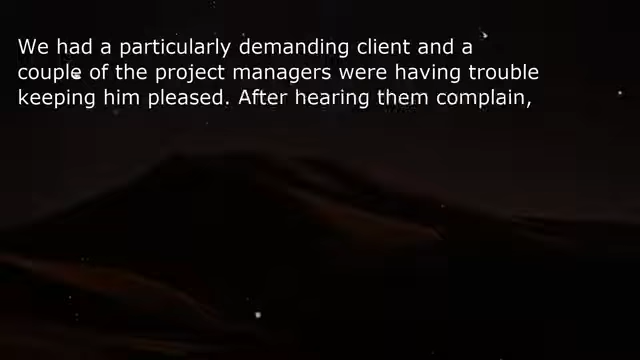 We had a particularly demanding client and a
couple of the project managers were having trouble
keeping him pleased. After hearing them complain,